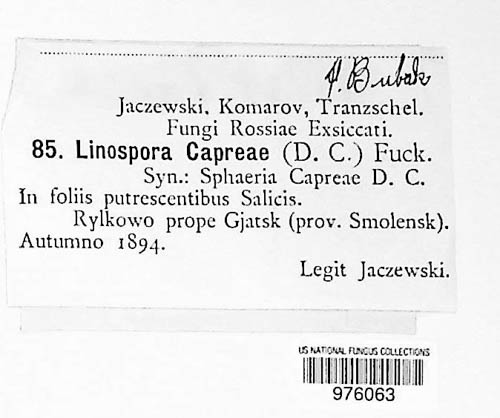 F. Bubak
Jaczewski, Komarov, Tranzschel.
Fungi Rossiae Exsiccati.
85. Linospora Capreae (D. C.) Fuck.
Syn.: Sphaeria Capreae D. C.
In foliis putrescentibus Salicis.
Rylkowo prope Gjatsk (prov. Smolensk).
Autumno 1894.
Legit Jaczewski.
US NATIONAL FUNGUS COLLECTIONS
976063